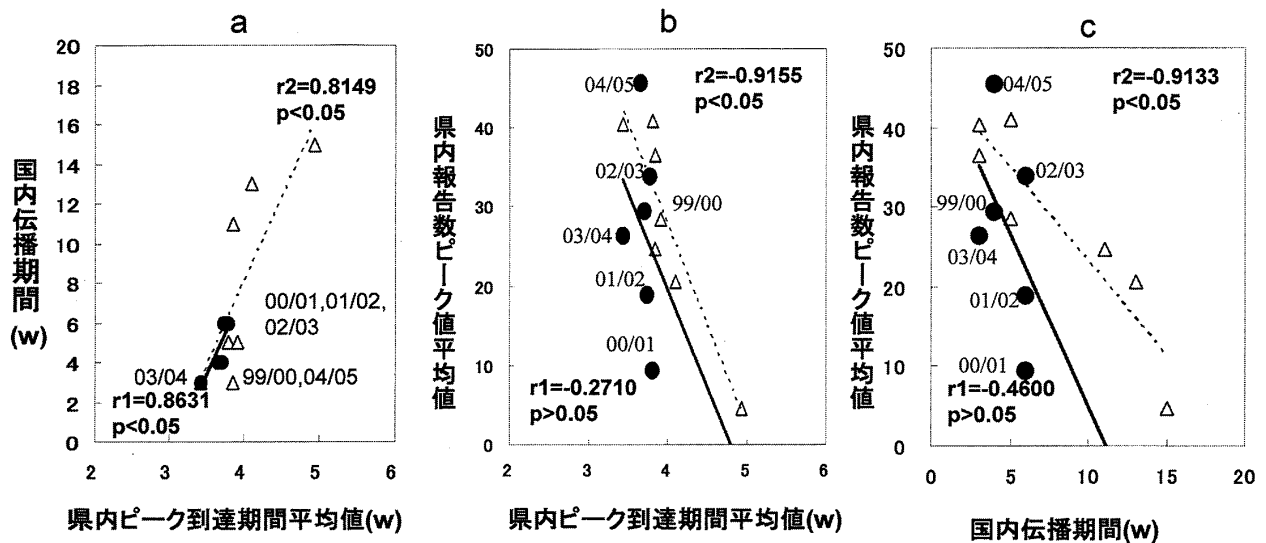 a
20
18
16
14
12
10
8
6
4
2
0
国内伝播期間
(w)
r2=0.8149
p<0.05
00/01,01/02,
02/03
03/04
99/00,04/05
r1=0.8631
p<0.05
2 3 4 5 6
県内ピーク到達期間平均値(w)
b
50
40
30
20
10
0
県内報告数ピーク値平均値
04/05
r2=-0.9155
p<0.05
02/03
99/00
03/04
01/02
00/01
r1=-0.2710
p>0.05
2 3 4 5 6
県内ピーク到達期間平均値(w)
c
50
40
30
20
10
0
県内報告数ピーク値平均値
04/05
r2=-0.9133
p<0.05
02/03
99/00
03/04
01/02
00/01
r1=-0.4600
p>0.05
0 5 10 15 20
国内伝播期間(w)